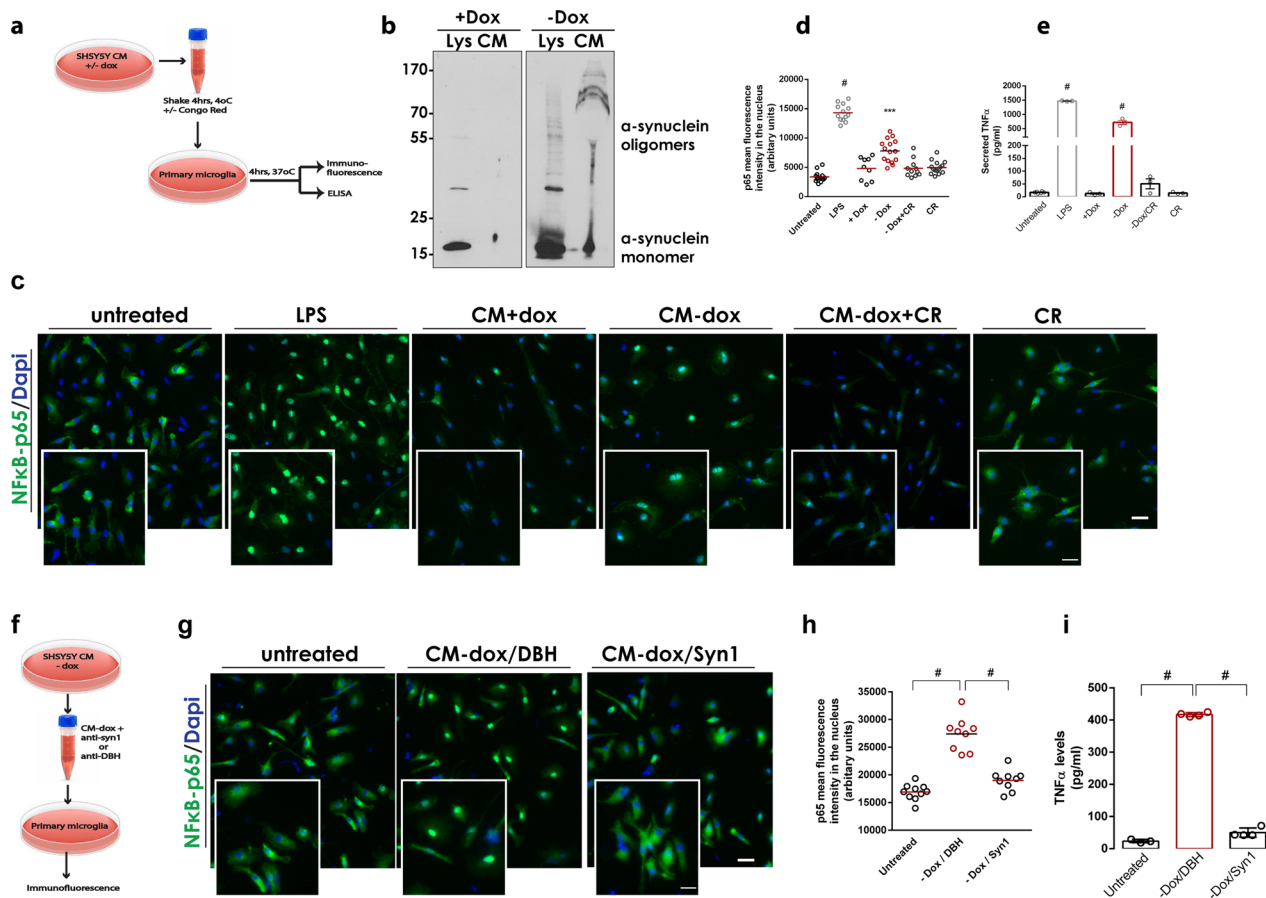 a
SHSY5Y CM
+/- dox
Shake 4hrs, 4oC
+/- Congo Red
Primary microglia
4hrs, 37oC
Immuno-
fluorescence
ELISA
b
+Dox
-Dox
Lys CM
Lys CM
170
70
55
25
15
α-synuclein
oligomers
α-synuclein
monomer
d
p65 mean fluorescence
intensity in the nucleus
(arbitary units)
20000
15000
10000
5000
0
#
***
Untreated
LPS
+ Dox
- Dox
- Dox+CR
CR
e
Secreted TNFα
(pg/ml)
1500
1000
500
200
150
100
50
0
#
#
Untreated
LPS
+Dox
-Dox
-Dox/CR
CR
c
untreated
LPS
CM+dox
CM-dox
CM-dox+CR
CR
NFκB-p65/Dapi
f
SHSY5Y CM
- dox
CM-dox +
anti-syn1
or
anti-DBH
Primary microglia
Immunofluorescence
g
untreated
CM-dox/DBH
CM-dox/Syn1
NFκB-p65/Dapi
h
p65 mean fluorescence
intensity in the nucleus
(arbitary units)
35000
30000
25000
20000
15000
10000
#
#
Untreated
- Dox / DBH
- Dox / Syn1
i
TNFα levels
(pg/ml)
500
400
300
200
100
0
#
#
Untreated
-Dox/DBH
-Dox/Syn1